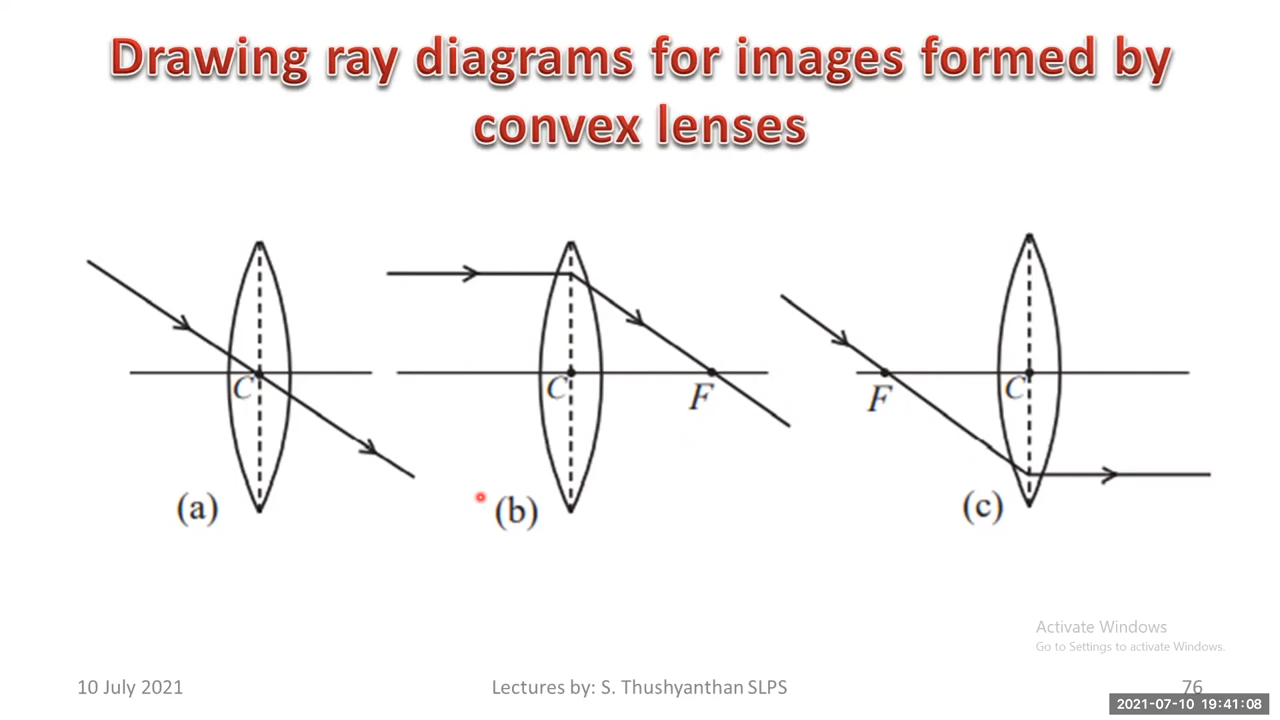 Drawing ray diagrams for images formed by
convex lenses
C
C
F
F
C
(a)
(b)
(c)
Activate Windows
Go to Settings to activate Windows.
10 July 2021
Lectures by: S. Thushyanthan SLPS
76
2021-07-10 19:41:08